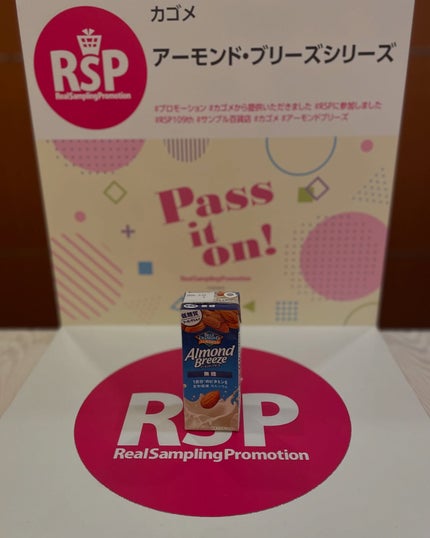 カゴメ
RSP
RealSamplingPromotion
アーモンド・ブリーズシリーズ
#プロモーション #カゴメから提供いただきました #RSPに参加しました
#RSP109th #サンプル百貨店 #カゴメ #アーモンドブリーズ
Pass
it
on!
RealSamplingPromotion
低糖質
Almond
Breeze
無糖
RSP
RealSamplingPromotion